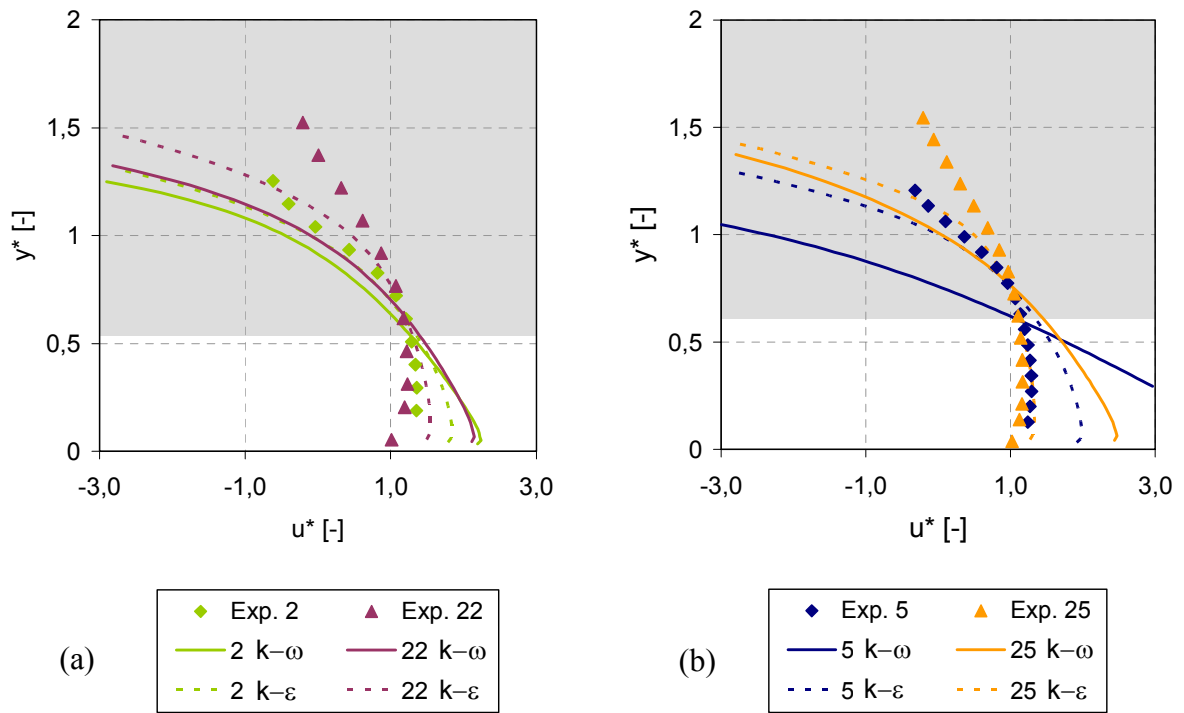 2
1,5
1
0,5
0
y* [-]
-3,0 -1,0 1,0 3,0
u* [-]
Exp. 2 Exp. 22
2 k−ω 22 k−ω
2 k−ε 22 k−ε
(a)
2
1,5
1
0,5
0
y* [-]
-3,0 -1,0 1,0 3,0
u* [-]
Exp. 5 Exp. 25
5 k−ω 25 k−ω
5 k−ε 25 k−ε
(b)